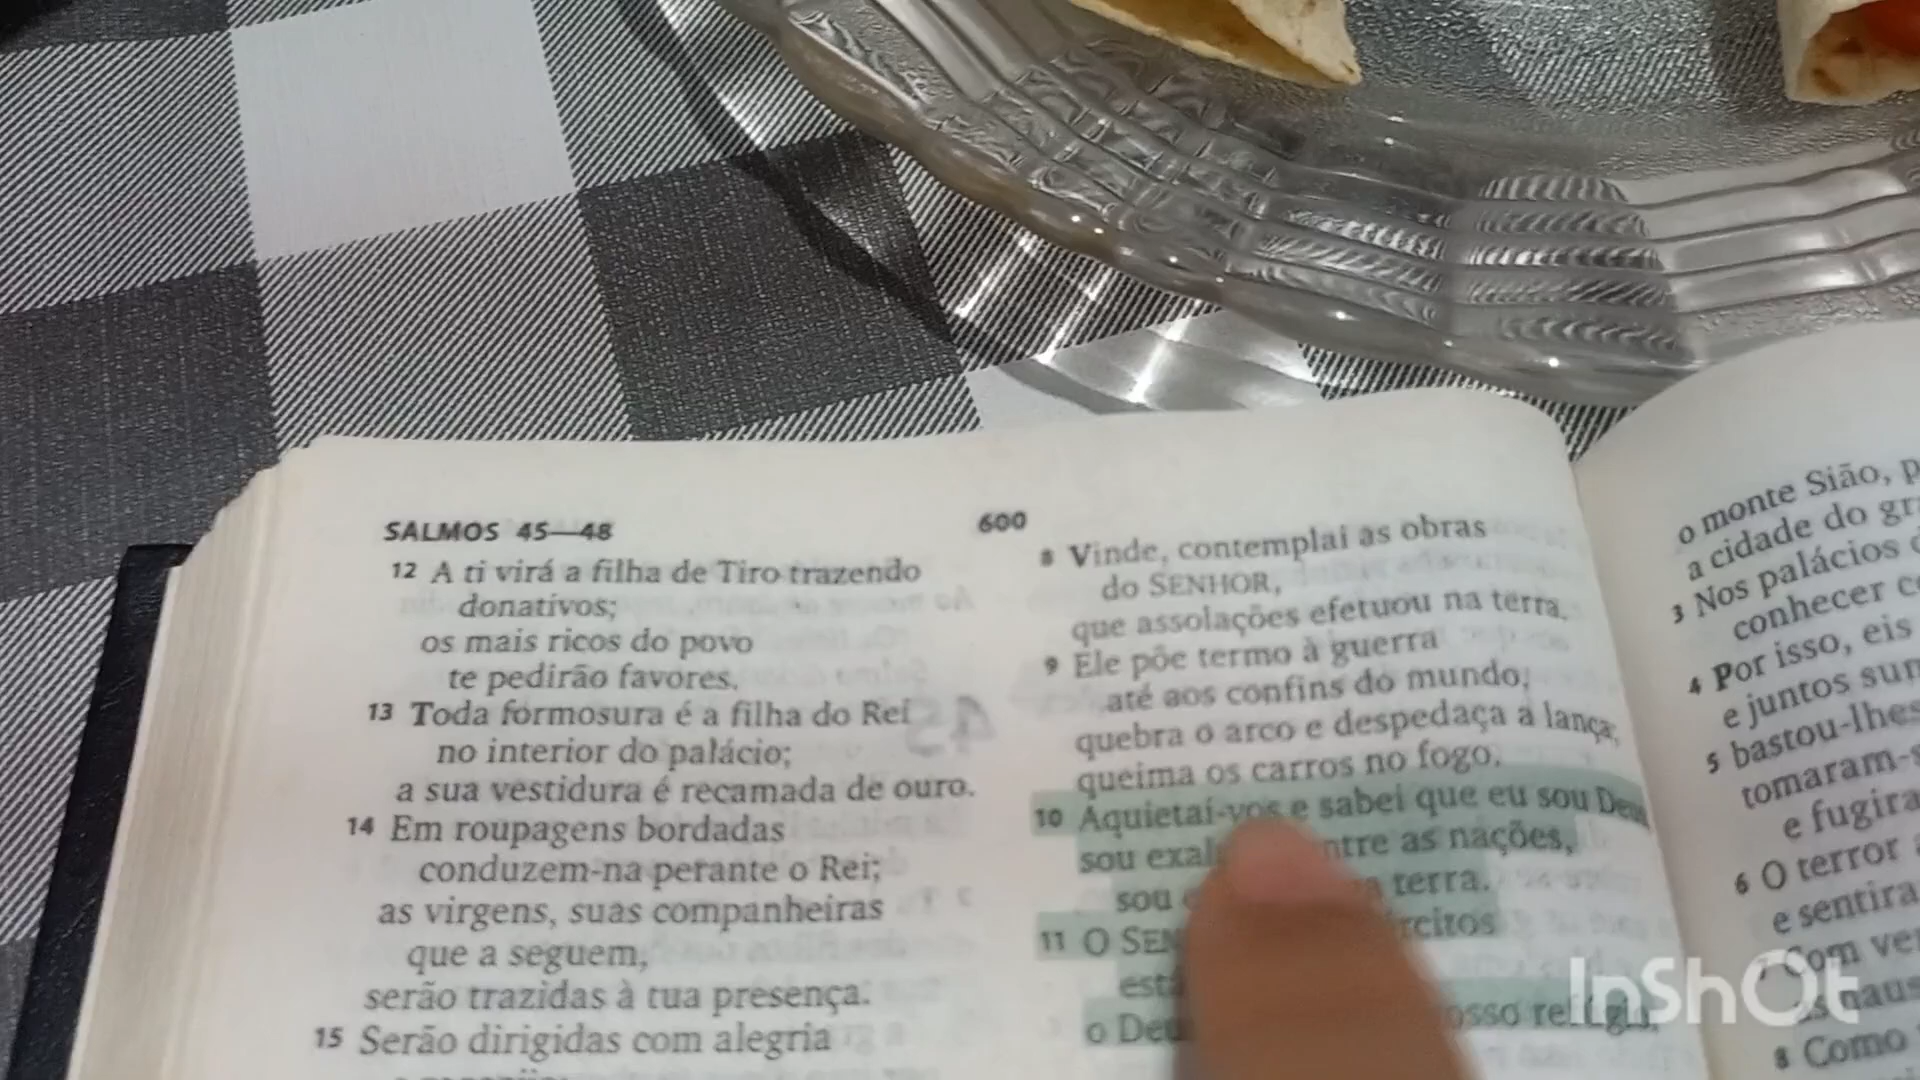 SALMOS 45—48
600
12 A ti virá a filha de Tiro trazendo
donativos;
os mais ricos do povo
te pedirão favores.
13 Toda formosura é a filha do Rei
no interior do palácio;
a sua vestidura é recamada de ouro.
14 Em roupagens bordadas
conduzem-na perante o Rei;
as virgens, suas companheiras
que a seguem,
serão trazidas à tua presença.
15 Serão dirigidas com alegria
8 Vinde, contemplai as obras
do SENHOR,
que assolações efetuou na terra.
9 Ele põe termo à guerra
até aos confins do mundo,
quebra o arco e despedaça a lança;
queima os carros no fogo.
10 Aquietai-vos e sabei que eu sou Deus
sou entre as nações,
sou terra.
11 O
o
o monte Sião,
a cidade do
3 Nos palácios
conhecer
4 Por isso, eis
e juntos
5 bastou-lhes
e
6 O terror
e
7 Com
8 Como
InShOt